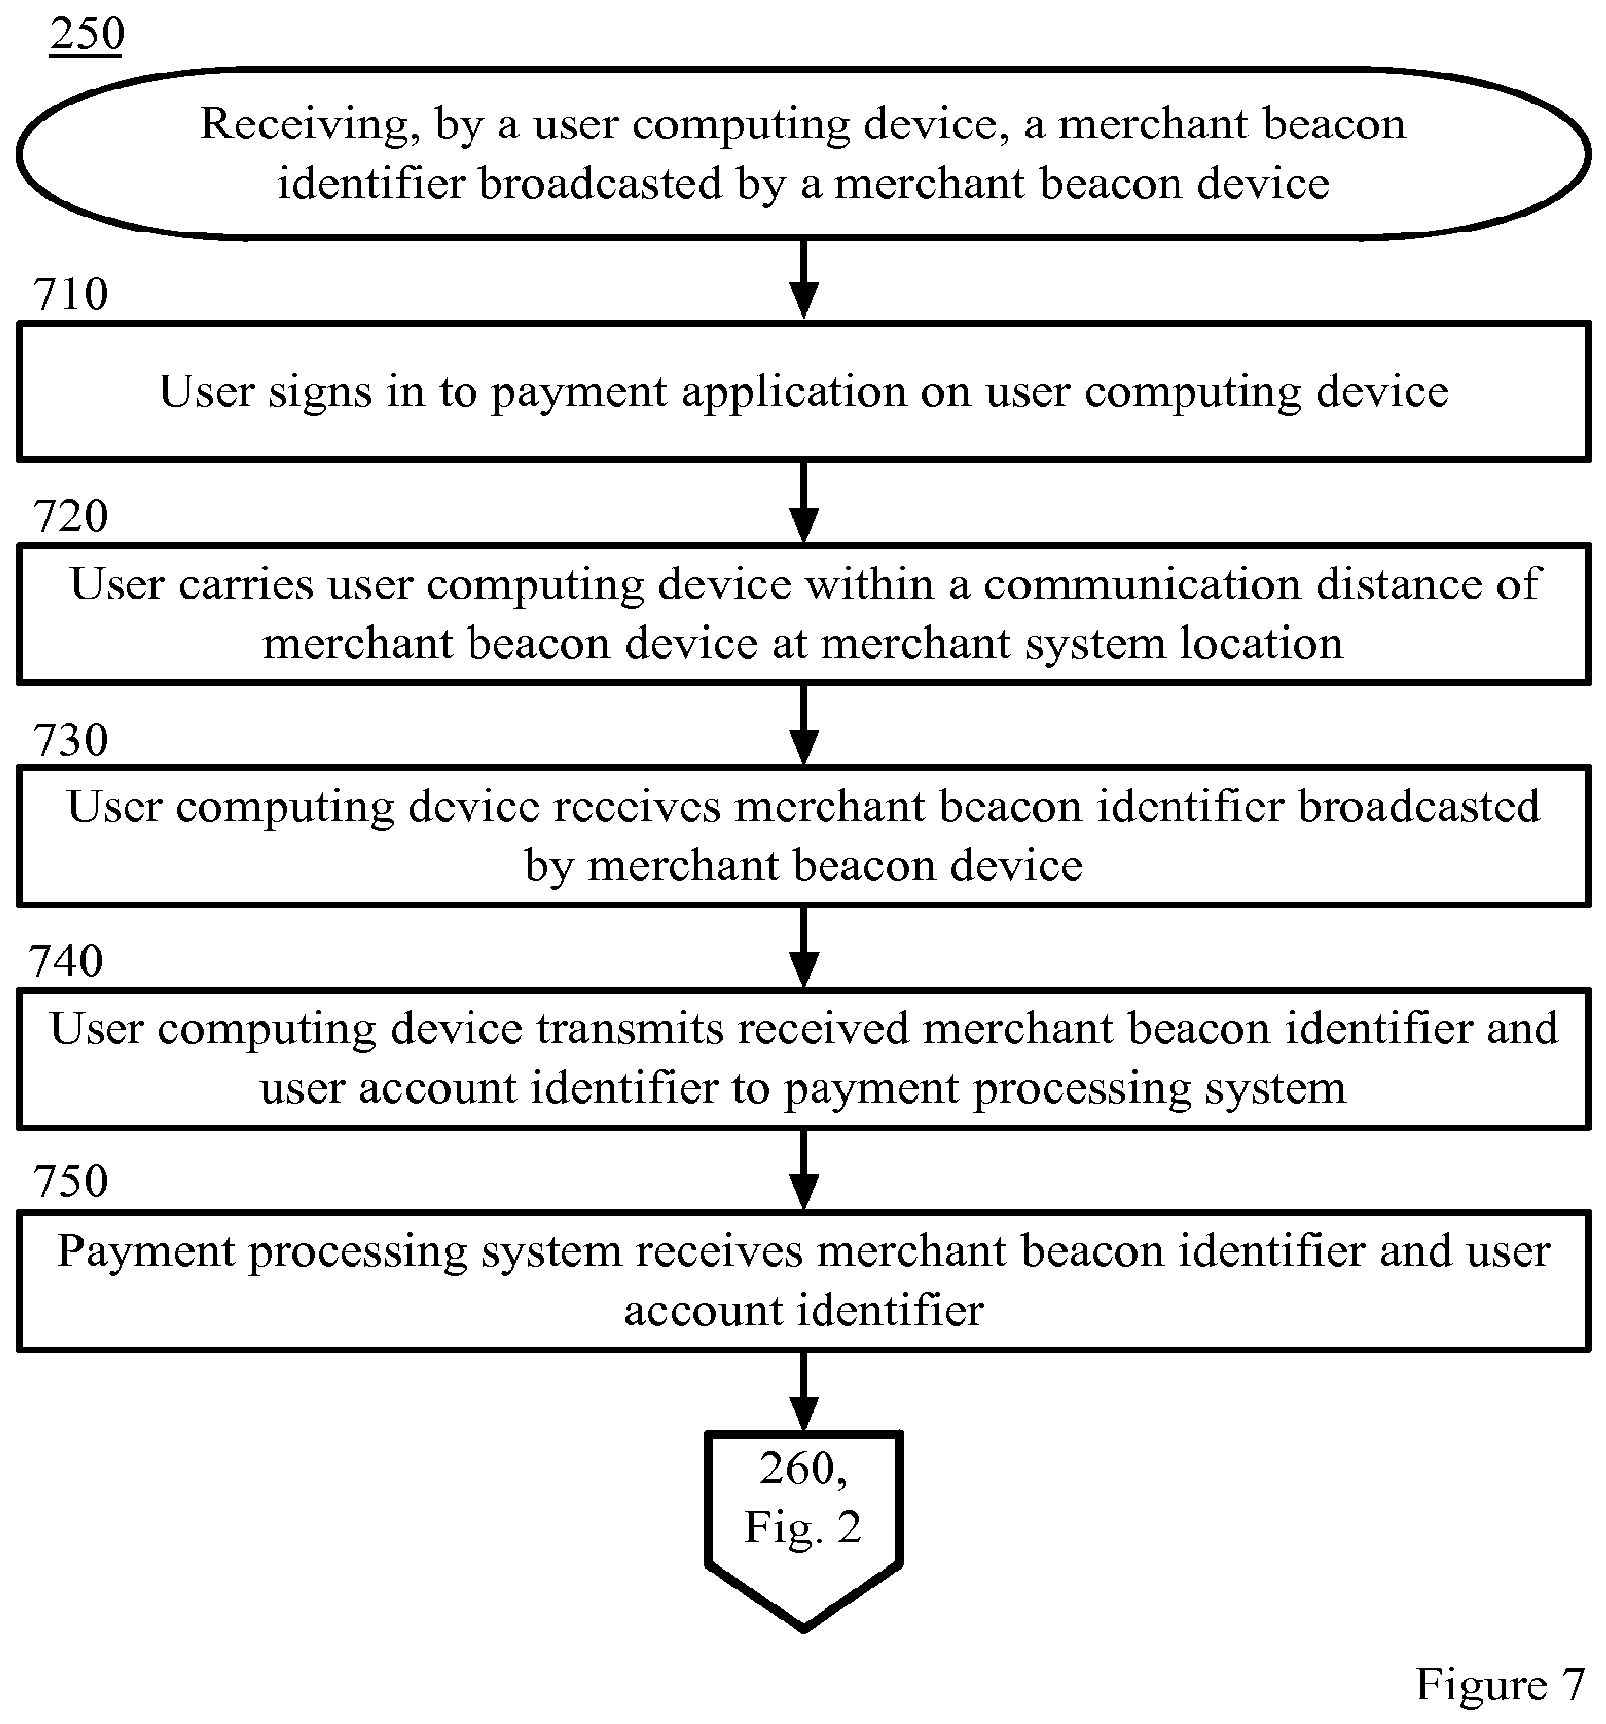 250
Receiving, by a user computing device, a merchant beacon
identifier broadcasted by a merchant beacon device
710
User signs in to payment application on user computing device
720
User carries user computing device within a communication distance of
merchant beacon device at merchant system location
730
User computing device receives merchant beacon identifier broadcasted
by merchant beacon device
740
User computing device transmits received merchant beacon identifier and
user account identifier to payment processing system
750
Payment processing system receives merchant beacon identifier and user
account identifier
260,
Fig. 2
Figure 7